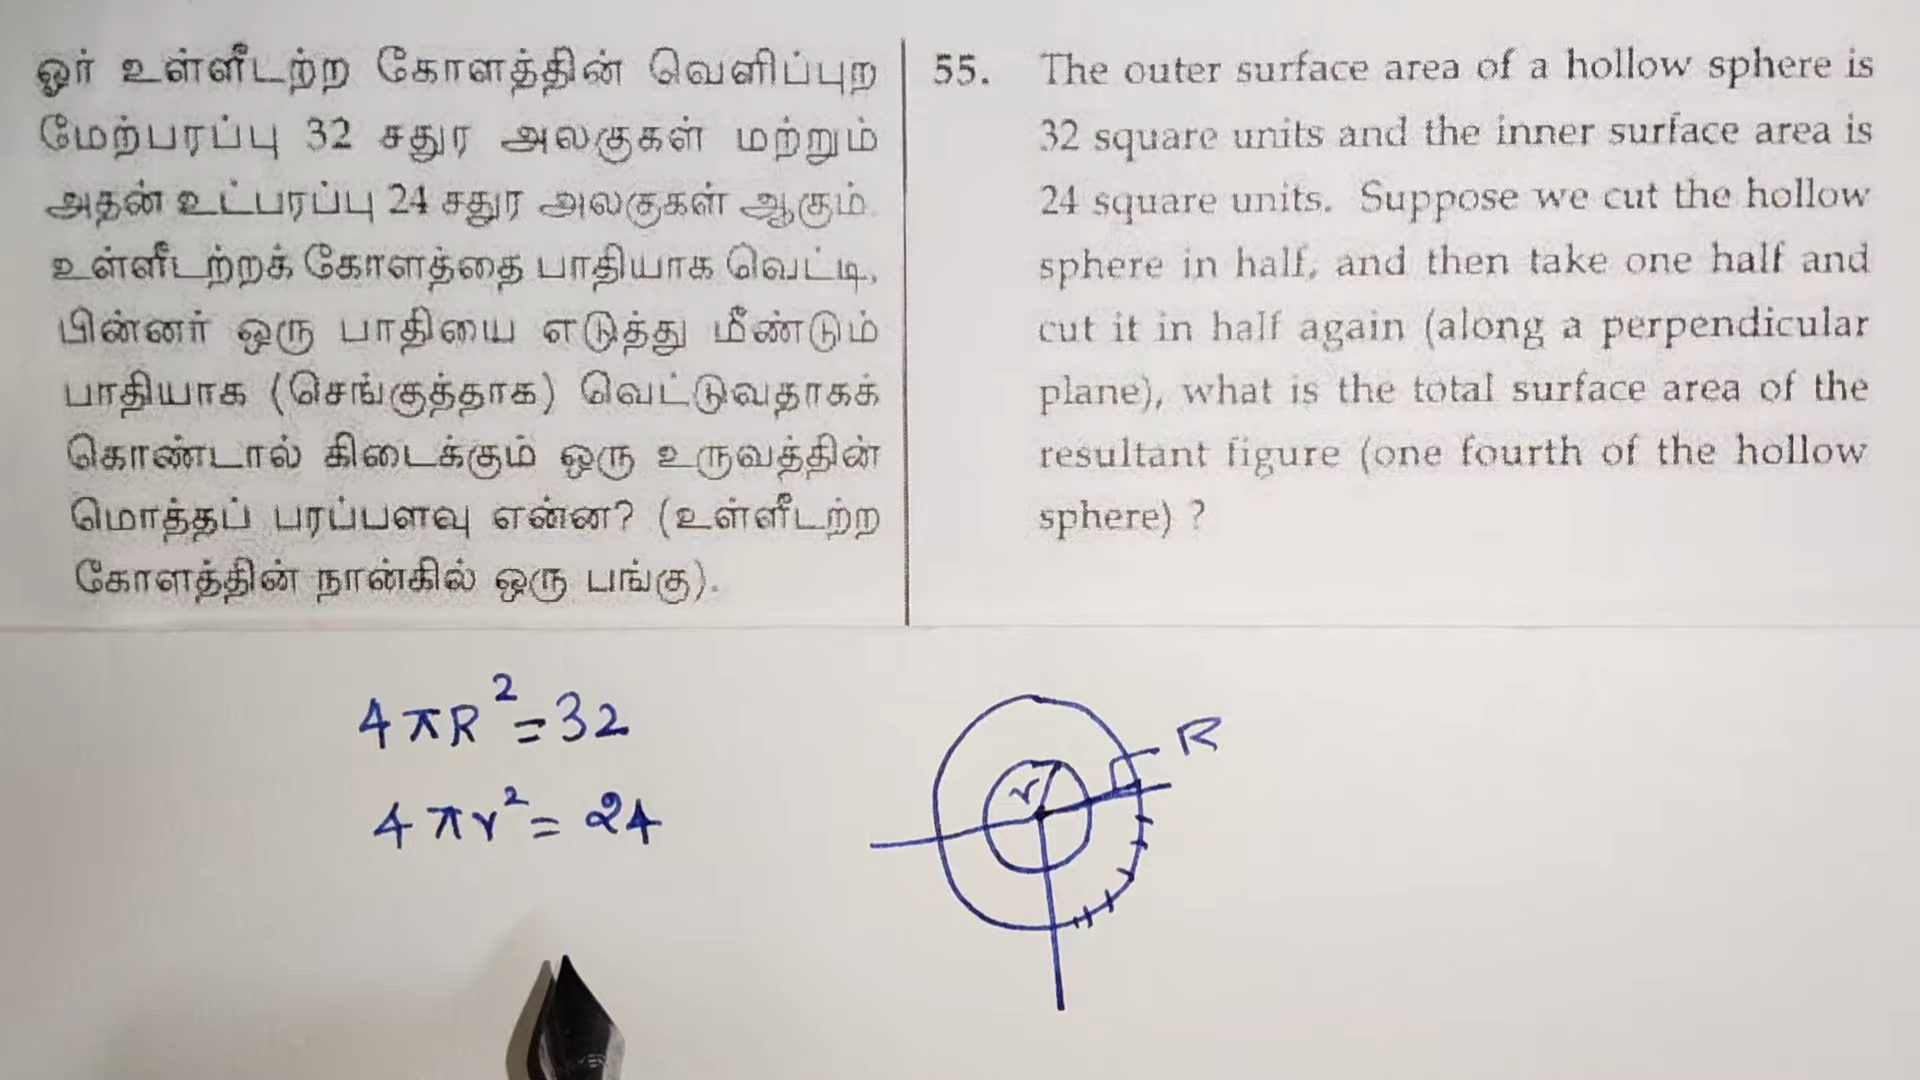 ஓர் உள்ளீடற்ற கோளத்தின் வெளிப்புற
மேற்பரப்பு 32 சதுர அலகுகள் மற்றும்
அதன் உட்பரப்பு 24 சதுர அலகுகள் ஆகும்.
உள்ளீடற்றக் கோளத்தை பாதியாக வெட்டி,
பின்னர் ஒரு பாதியை எடுத்து மீண்டும்
பாதியாக (செங்குத்தாக) வெட்டுவதாகக்
கொண்டால் கிடைக்கும் ஒரு உருவத்தின்
மொத்தப் பரப்பளவு என்ன? (உள்ளீடற்ற
கோளத்தின் நான்கில் ஒரு பங்கு).
55. The outer surface area of a hollow sphere is
32 square units and the inner surface area is
24 square units. Suppose we cut the hollow
sphere in half, and then take one half and
cut it in half again (along a perpendicular
plane), what is the total surface area of the
resultant figure (one fourth of the hollow
sphere) ?
4πR²=32
4πr²=24
R
r